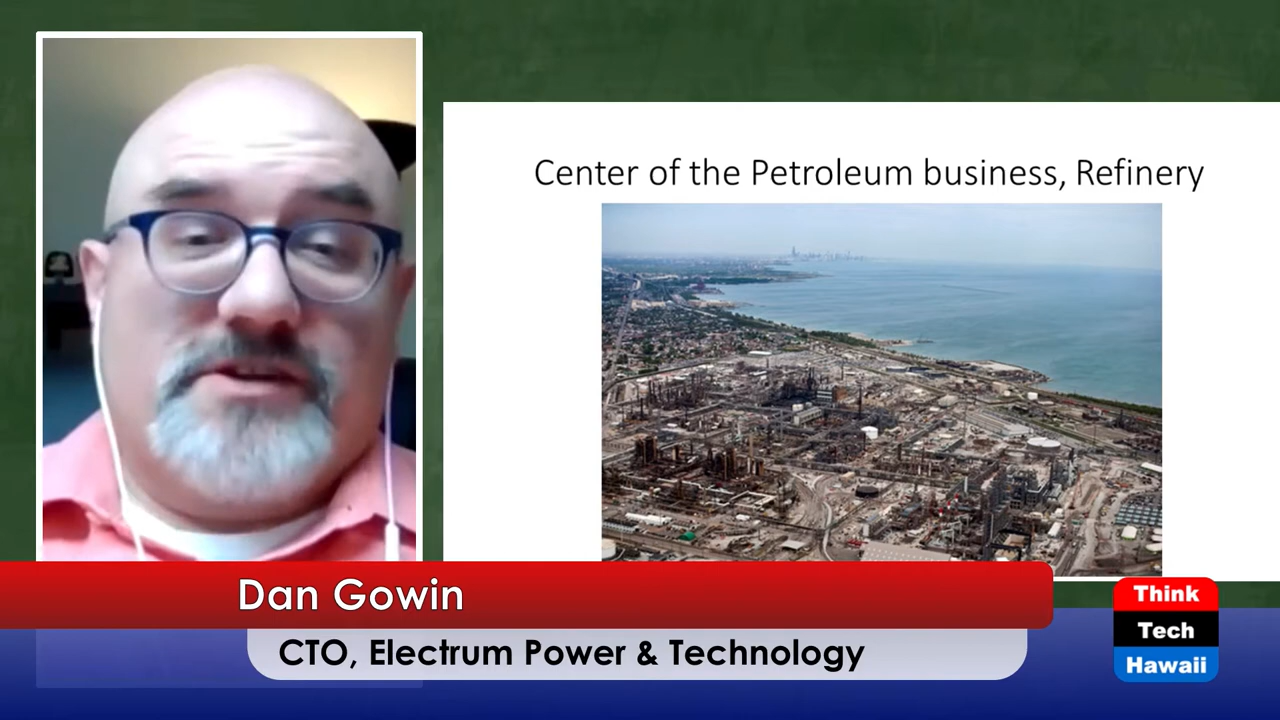 Center of the Petroleum business, Refinery
Dan Gowin
CTO, Electrum Power & Technology
Think
Tech
Hawaii